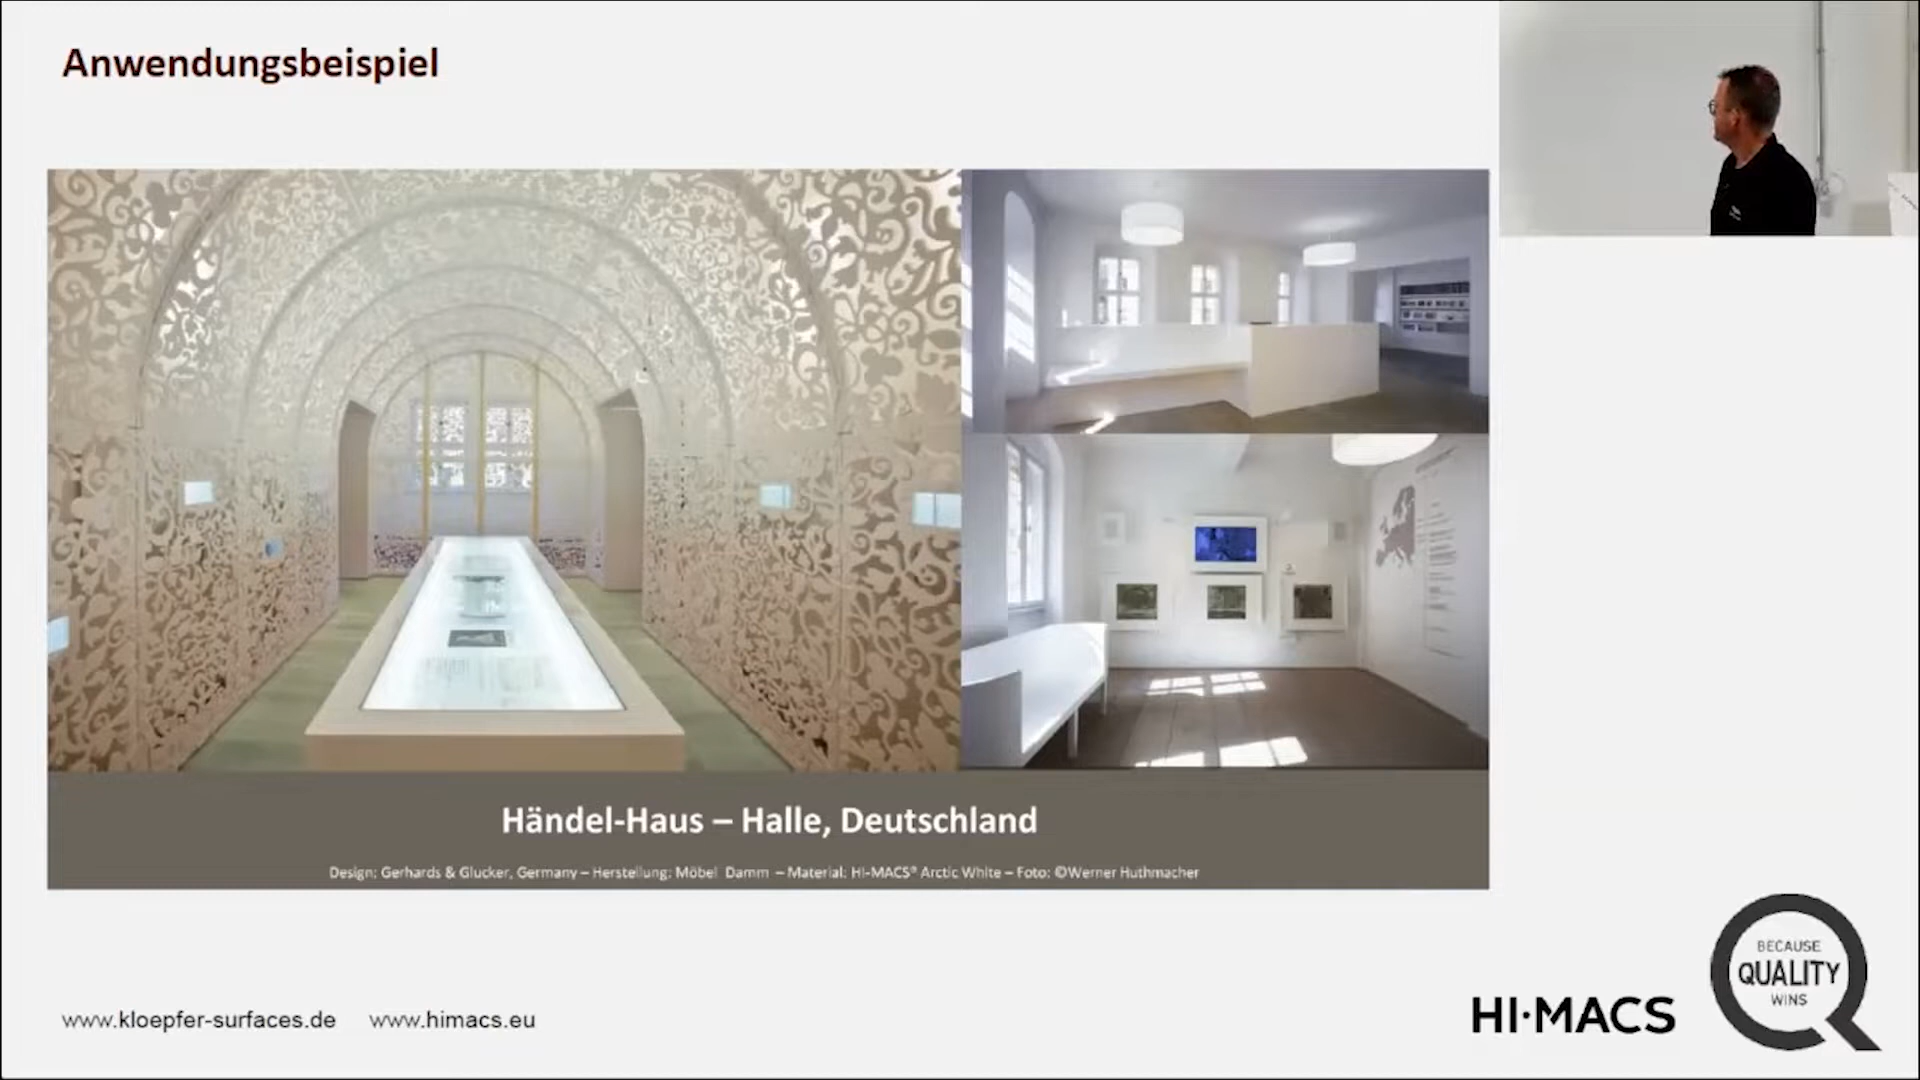 Anwendungsbeispiel
Händel-Haus – Halle, Deutschland
Design: Gerhards & Glucker, Germany – Herstellung: Möbel Damm – Material: HI-MACS® Arctic White – Foto: ©Werner Huthmacher
www.kloepfer-surfaces.de www.himacs.eu
HI·MACS
BECAUSE
QUALITY
WINS